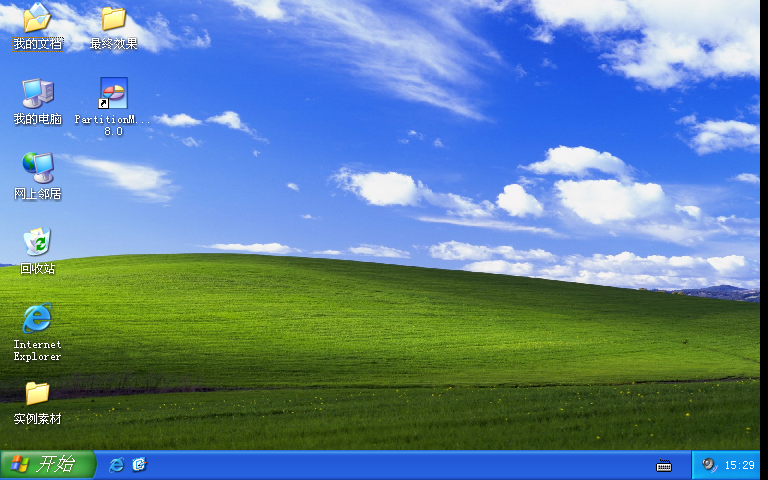 我的文档
最终效果
我的电脑
PartitionM...
8.0
网上邻居
回收站
Internet
Explorer
实例素材
开始
15:29